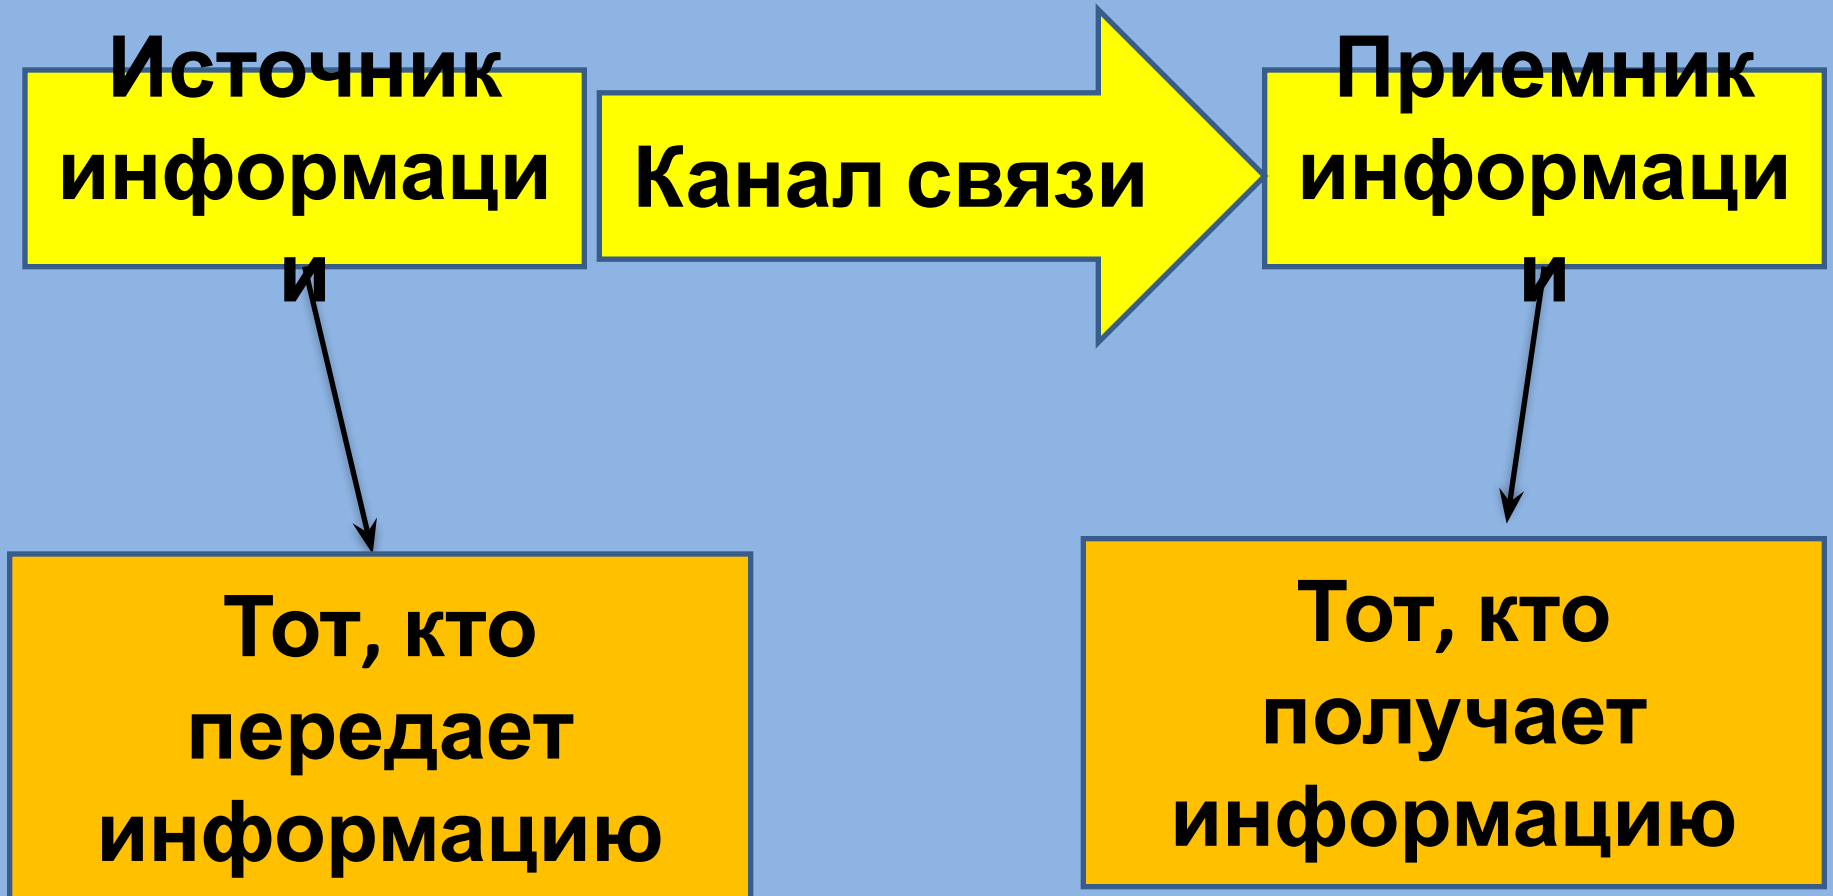 Источник
информаци
и
Канал связи
Приемник
информаци
и
Тот, кто
передает
информацию
Тот, кто
получает
информацию